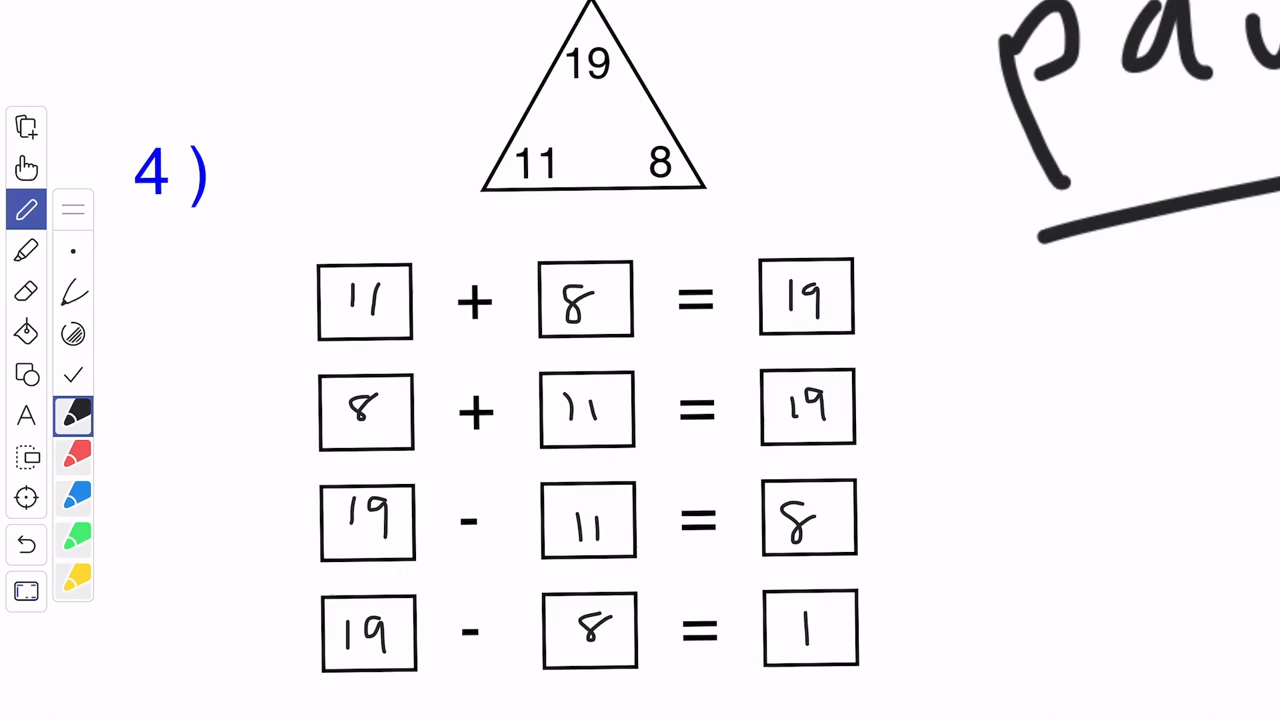 19
11 8
4)
11 + 8 = 19
8 + 11 = 19
19 - 11 = 8
19 - 8 = 1
A